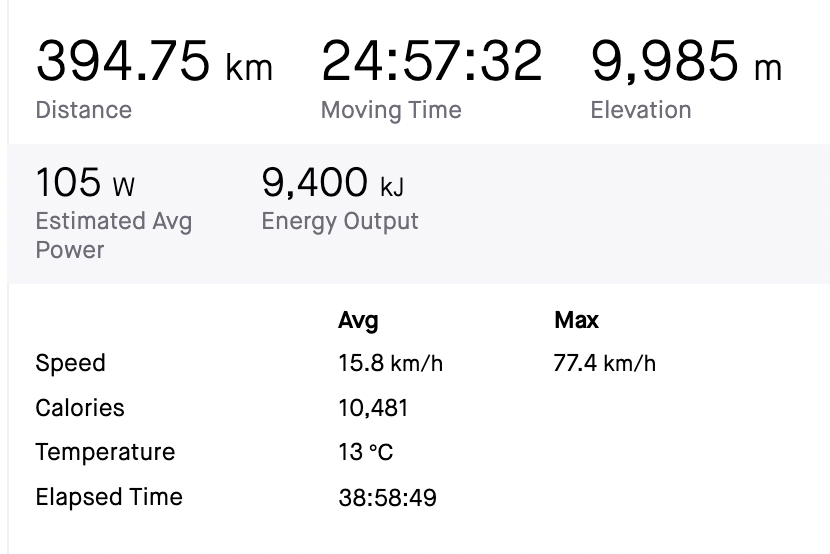 394.75 km 24:57:32 9,985 m
Distance Moving Time Elevation
105 W 9,400 kJ
Estimated Avg Energy Output
Power
Avg Max
Speed 15.8 km/h 77.4 km/h
Calories 10,481
Temperature 13 °C
Elapsed Time 38:58:49